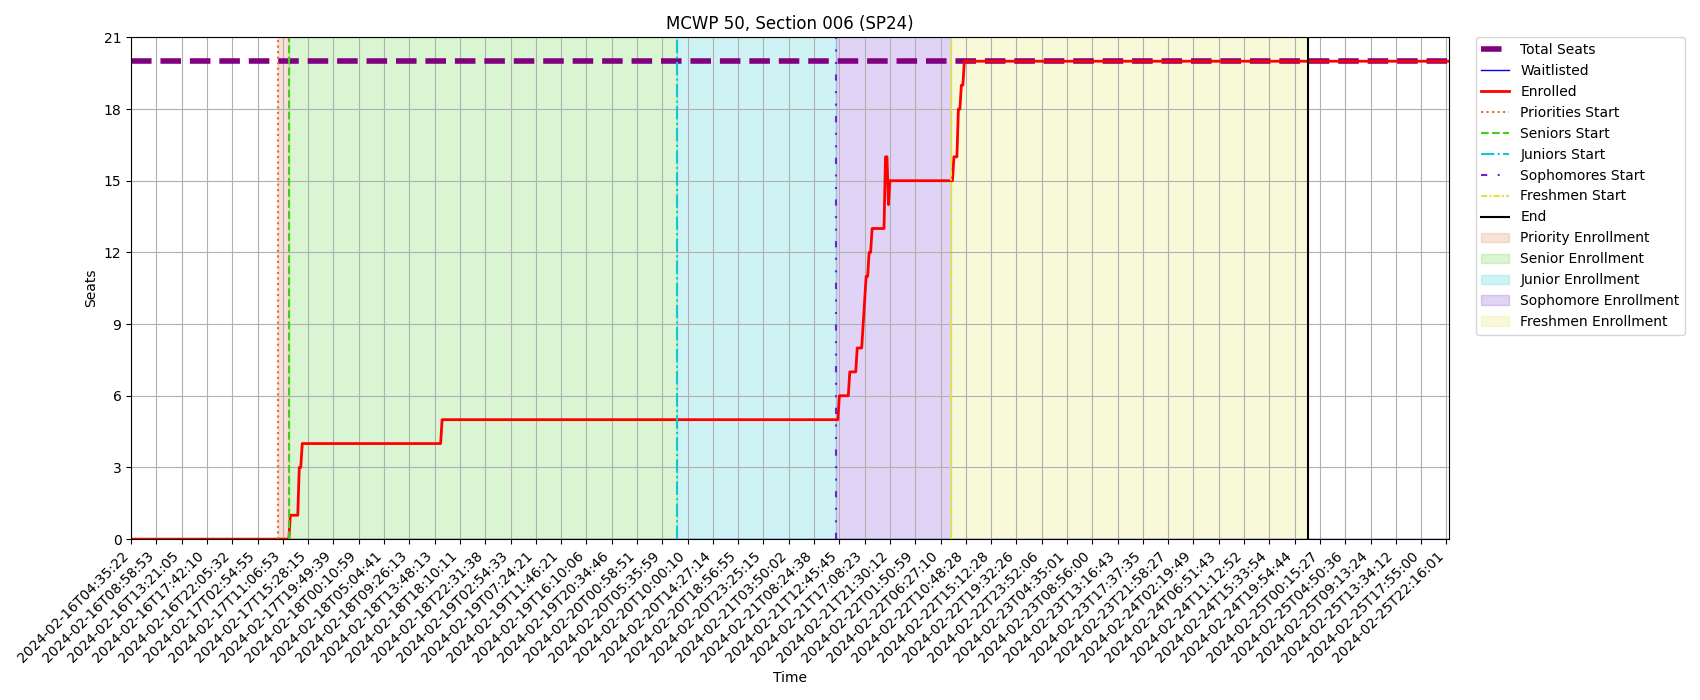 MCWP 50, Section 006 (SP24)
21
18
15
12
9
6
3
0
Seats
2024-02-16T04:35:22
2024-02-16T08:58:53
2024-02-16T13:21:05
2024-02-16T17:42:10
2024-02-16T22:05:32
2024-02-17T02:54:55
2024-02-17T11:06:53
2024-02-17T15:28:15
2024-02-17T19:49:39
2024-02-18T00:10:59
2024-02-18T05:04:41
2024-02-18T09:26:13
2024-02-18T13:48:13
2024-02-18T18:10:11
2024-02-18T22:31:38
2024-02-19T02:54:33
2024-02-19T07:24:21
2024-02-19T11:46:21
2024-02-19T16:10:06
2024-02-19T20:34:46
2024-02-20T00:58:51
2024-02-20T05:35:59
2024-02-20T10:00:10
2024-02-20T14:27:14
2024-02-20T18:56:55
2024-02-20T23:25:15
2024-02-21T03:50:02
2024-02-21T08:24:38
2024-02-21T12:45:45
2024-02-21T17:08:23
2024-02-21T21:30:12
2024-02-22T01:50:59
2024-02-22T06:27:10
2024-02-22T10:48:28
2024-02-22T15:12:28
2024-02-22T19:32:26
2024-02-22T23:52:06
2024-02-23T04:35:01
2024-02-23T08:56:00
2024-02-23T13:16:43
2024-02-23T17:37:35
2024-02-23T21:58:27
2024-02-24T02:19:49
2024-02-24T06:51:43
2024-02-24T11:12:52
2024-02-24T15:33:54
2024-02-24T19:54:44
2024-02-25T00:15:27
2024-02-25T04:50:36
2024-02-25T09:13:24
2024-02-25T13:34:12
2024-02-25T17:55:00
2024-02-25T22:16:01
Time
Total Seats
Waitlisted
Enrolled
Priorities Start
Seniors Start
Juniors Start
Sophomores Start
Freshmen Start
End
Priority Enrollment
Senior Enrollment
Junior Enrollment
Sophomore Enrollment
Freshmen Enrollment